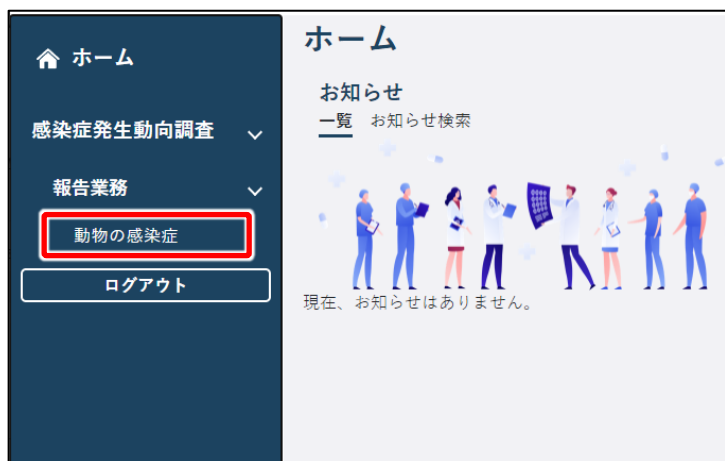 ホーム
感染症発生動向調査
報告業務
動物の感染症
ログアウト
ホーム
お知らせ
一覧 お知らせ検索
現在、お知らせはありません。